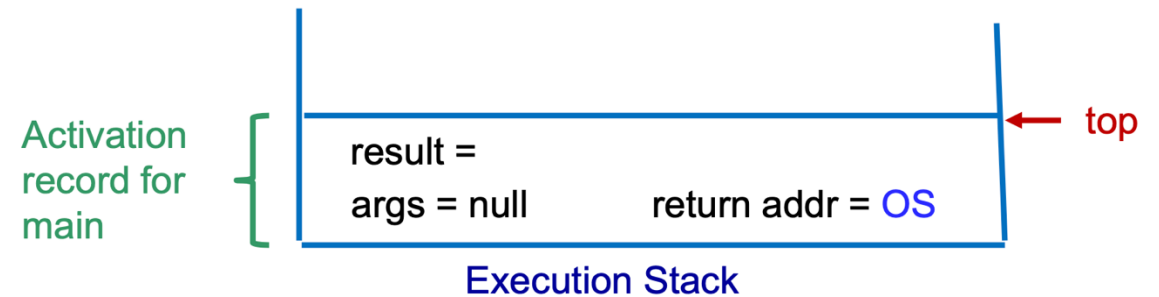 Activation
record for
main
result =
args = null
return addr = OS
top
Execution Stack